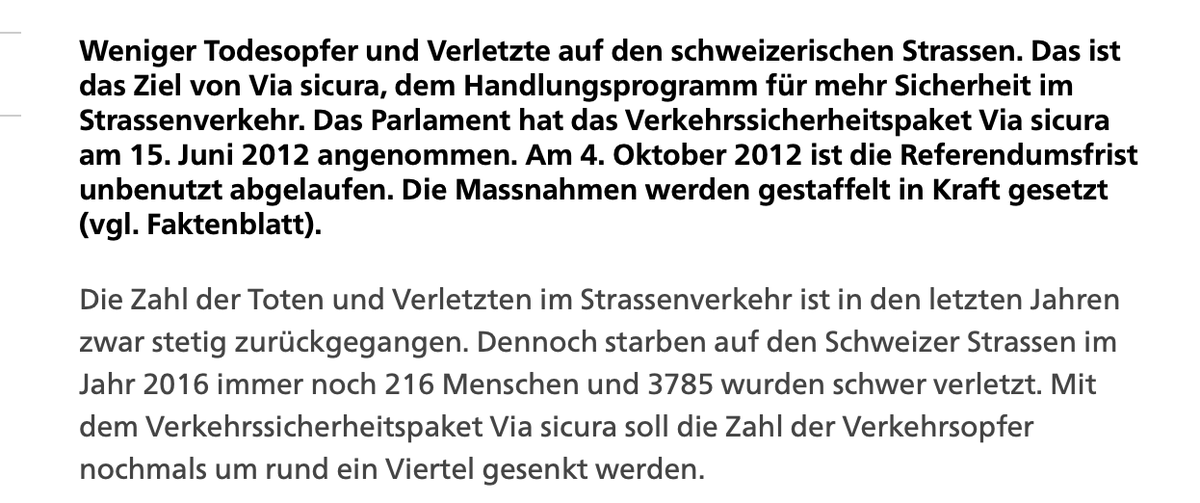 Weniger Todesopfer und Verletzte auf den schweizerischen Strassen. Das ist
das Ziel von Via sicura, dem Handlungsprogramm für mehr Sicherheit im
Strassenverkehr. Das Parlament hat das Verkehrssicherheitspaket Via sicura
am 15. Juni 2012 angenommen. Am 4. Oktober 2012 ist die Referendumsfrist
unbenutzt abgelaufen. Die Massnahmen werden gestaffelt in Kraft gesetzt
(vgl. Faktenblatt).
Die Zahl der Toten und Verletzten im Strassenverkehr ist in den letzten Jahren
zwar stetig zurückgegangen. Dennoch starben auf den Schweizer Strassen im
Jahr 2016 immer noch 216 Menschen und 3785 wurden schwer verletzt. Mit
dem Verkehrssicherheitspaket Via sicura soll die Zahl der Verkehrsopfer
nochmals um rund ein Viertel gesenkt werden.